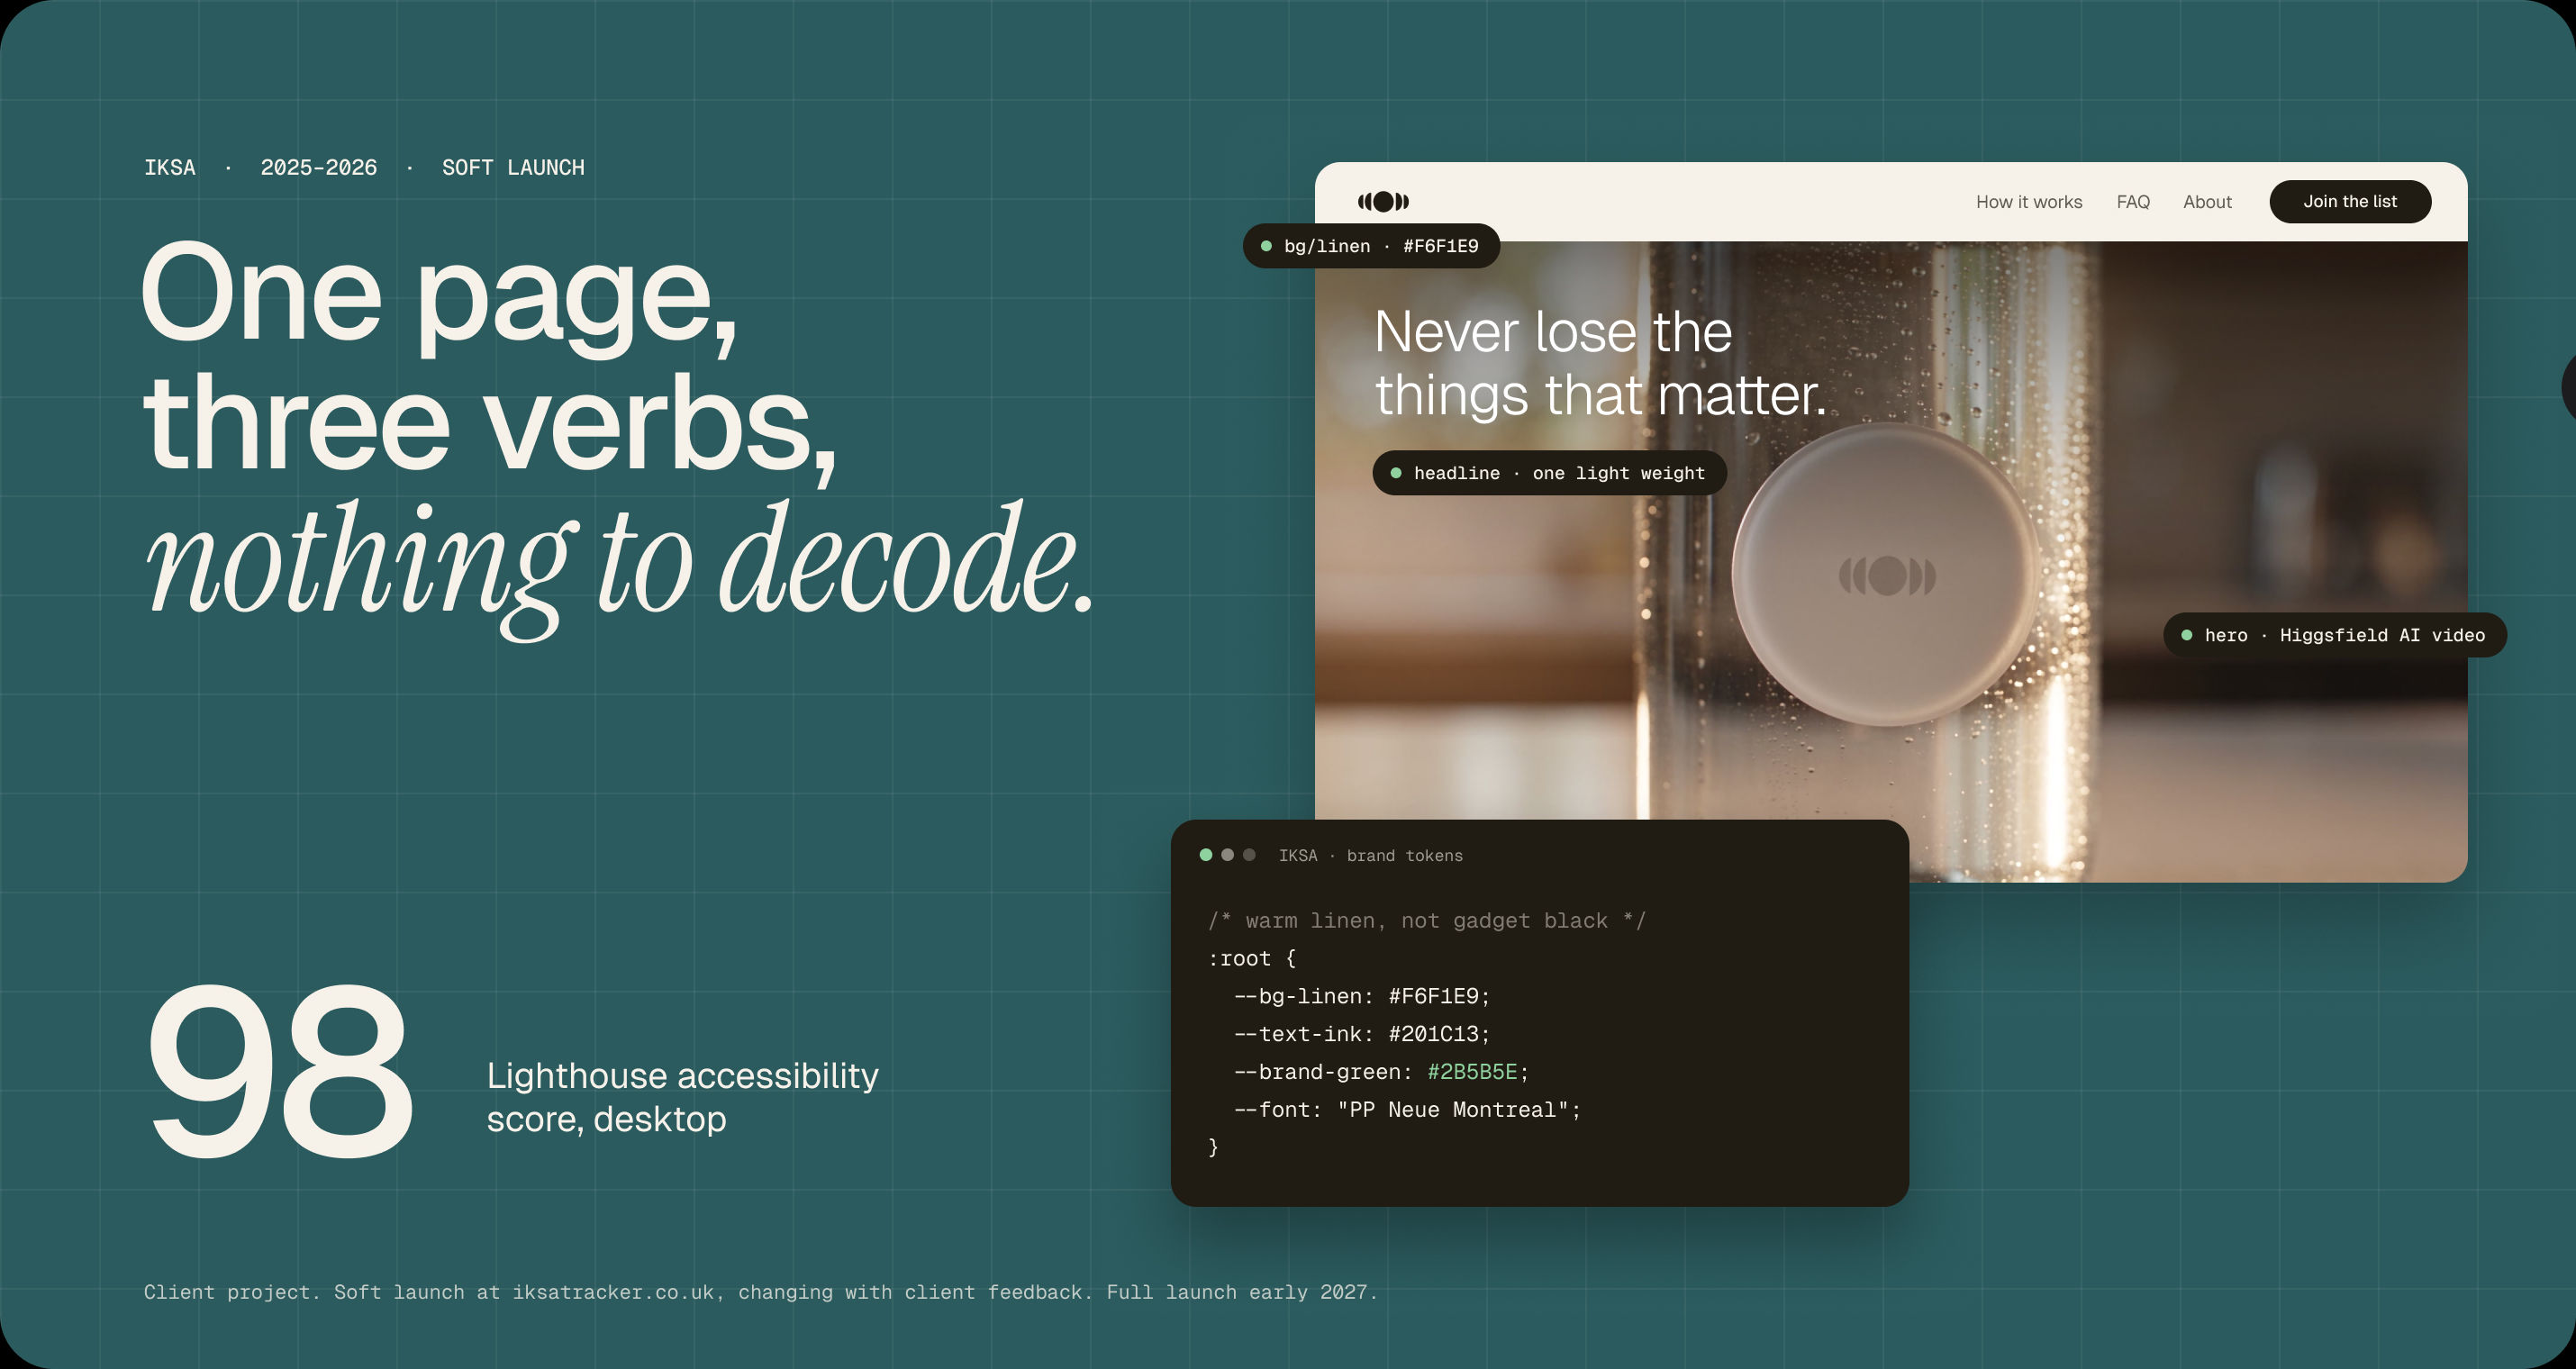 IKSA · 2025–2026 · SOFT LAUNCH
One page,
three verbs,
nothing to decode.
98
Lighthouse accessibility
score, desktop
How it works FAQ About Join the list
bg/linen · #F6F1E9
Never lose the
things that matter.
headline · one light weight
hero · Higgsfield AI video
IKSA · brand tokens
/* warm linen, not gadget black */
:root {
--bg-linen: #F6F1E9;
--text-ink: #201C13;
--brand-green: #2B5B5E;
--font: "PP Neue Montreal";
}
Client project. Soft launch at iksatracker.co.uk, changing with client feedback. Full launch early 2027.